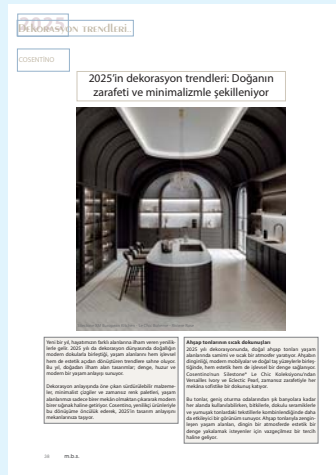 2025
DEKORASYON TRENDLERİ...
COSENTİNO
2025'in dekorasyon trendleri: Doğanın
zarafeti ve minimalizmle şekilleniyor
Yeni bir yıl, hayatımızın farklı alanlarına ilham veren yenilik-
lerle gelir. 2025 yılı da dekorasyon dünyasında doğallığın
modern dokularla birleştiği, yaşam alanlarını hem işlevsel
hem de estetik açıdan dönüştüren trendlere sahne oluyor.
Bu yıl, doğadan ilham alan tasarımlar; denge, huzur ve
modern bir yaşam anlayışı sunuyor.
Dekorasyon anlayışında öne çıkan sürdürülebilir malzeme-
ler, minimalist çizgiler ve zamansız renk paletleri, yaşam
alanlarımızı sadece birer mekân olmaktan çıkararak modern
birer sığınak haline getiriyor. Cosentino, yenilikçi ürünleriyle
bu dönüşüme öncülük ederek, 2025'in tasarım anlayışını
mekanlarınıza taşıyor.
Ahşap tonlarının sıcak dokunuşları
2025 yılı dekorasyonunda, doğal ahşap tonları yaşam
alanlarında samimi ve sıcak bir atmosfer yaratıyor. Ahşabın
dinginliği, modern mobilyalar ve doğal taş yüzeylerle birleş-
tiğinde, hem estetik hem de işlevsel bir denge sağlanıyor.
Cosentino'nun Silestone® Le Chic Koleksiyonu'ndan
Versailles Ivory ve Eclectic Pearl, zamansız zarafetiyle her
mekâna sofistike bir dokunuş katıyor.
Bu tonlar, geniş oturma odalarından şık banyolara kadar
her alanda kullanılabilirken, bitkilerle, dokulu seramiklerle
ve yumuşak tonlardaki tekstillerle kombinlendiğinde daha
da etkileyici bir görünüm sunuyor. Ahşap tonlarıyla zengin-
leşen yaşam alanları, dingin bir atmosferde estetik bir
denge yakalamak isteyenler için vazgeçilmez bir tercih
haline geliyor.
m.b.s.